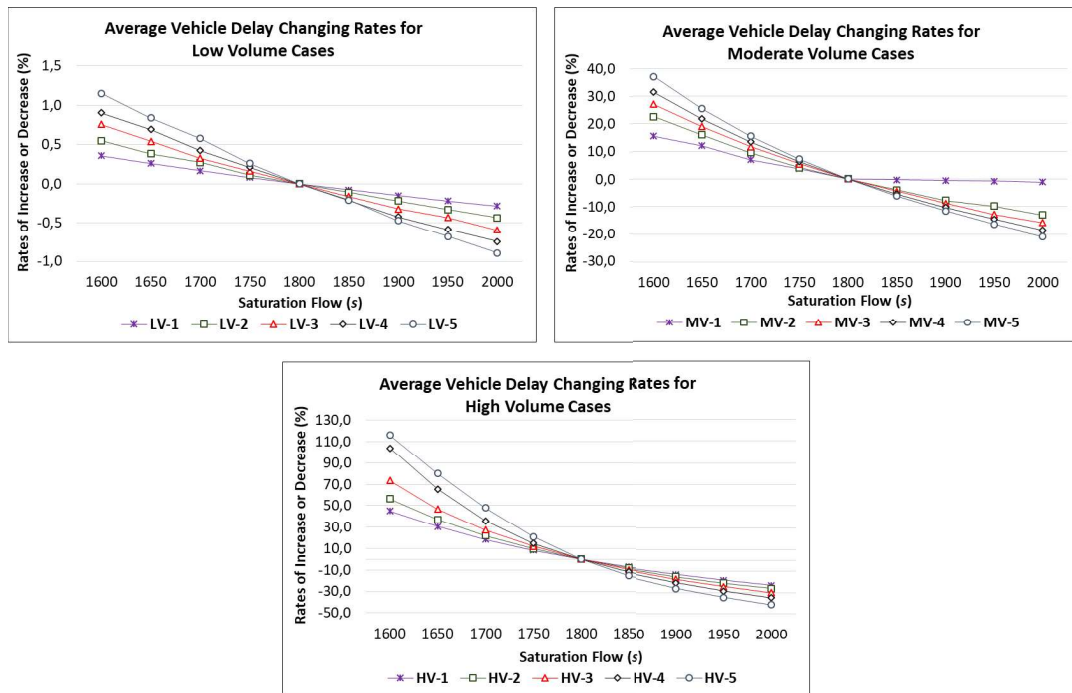 Average Vehicle Delay Changing Rates for
Low Volume Cases
Rates of Increase or Decrease (%)
1,5
1,0
0,5
0,0
-0,5
-1,0
1600 1650 1700 1750 1800 1850 1900 1950 2000
Saturation Flow (s)
LV-1 LV-2 LV-3 LV-4 LV-5
Average Vehicle Delay Changing Rates for
Moderate Volume Cases
Rates of Increase or Decrease (%)
40,0
30,0
20,0
10,0
0,0
-10,0
-20,0
-30,0
1600 1650 1700 1750 1800 1850 1900 1950 2000
Saturation Flow (s)
MV-1 MV-2 MV-3 MV-4 MV-5
Average Vehicle Delay Changing Rates for
High Volume Cases
Rates of Increase or Decrease (%)
130,0
110,0
90,0
70,0
50,0
30,0
10,0
-10,0
-30,0
-50,0
1600 1650 1700 1750 1800 1850 1900 1950 2000
Saturation Flow (s)
HV-1 HV-2 HV-3 HV-4 HV-5